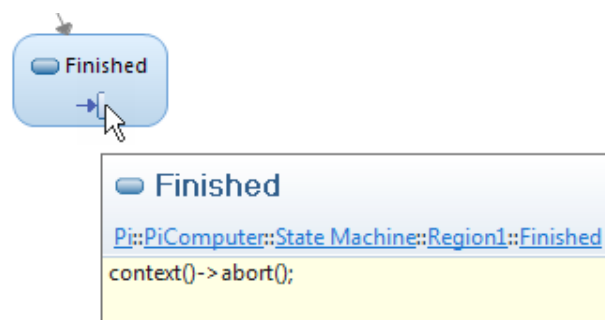 Finished
Finished
Pi::PiComputer::State Machine::Region1::Finished
context()->abort();